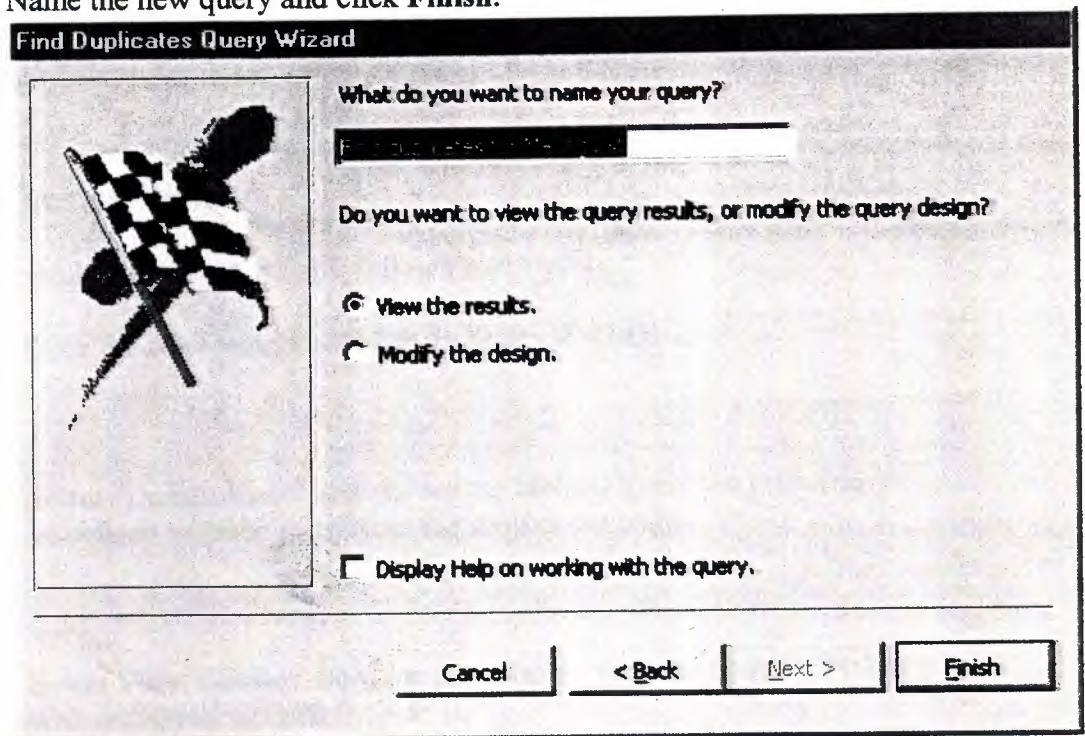 Name the new query and click Finish.
Find Duplicates Query Wizard
What do you want to name your query?
Do you want to view the query results, or modify the query design?
View the results.
Modify the design.
Display Help on working with the query.
Cancel
< Back
Next >
Finish